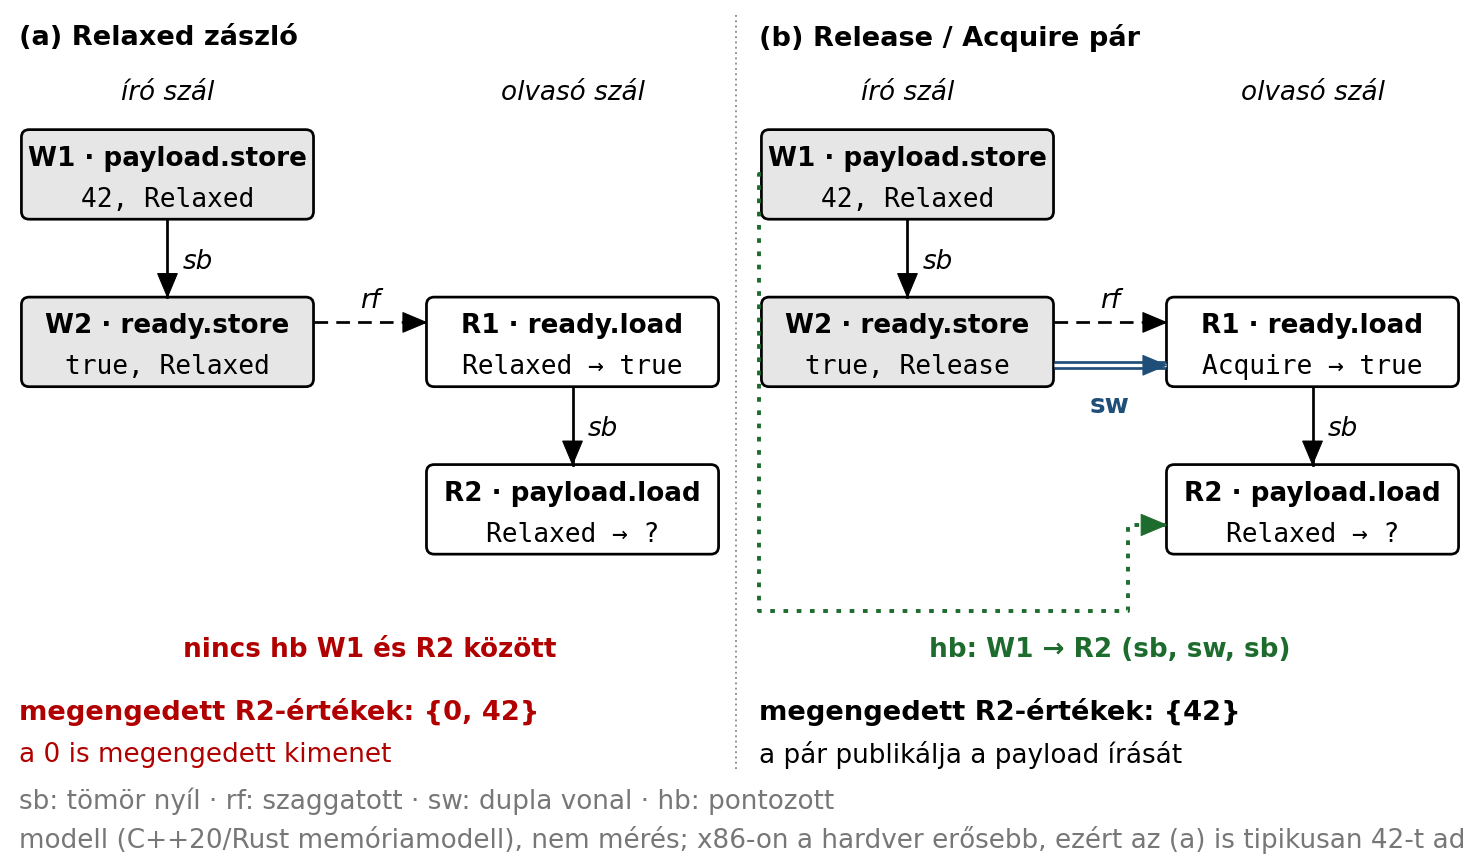 (a) Relaxed zászló
író szál
olvasó szál
W1 · payload.store
42, Relaxed
sb
W2 · ready.store
true, Relaxed
rf
R1 · ready.load
Relaxed → true
sb
R2 · payload.load
Relaxed → ?
nincs hb W1 és R2 között
megengedett R2-értékek: {0, 42}
a 0 is megengedett kimenet
(b) Release / Acquire pár
író szál
olvasó szál
W1 · payload.store
42, Relaxed
sb
W2 · ready.store
true, Release
rf
R1 · ready.load
Acquire → true
sw
sb
R2 · payload.load
Relaxed → ?
hb: W1 → R2 (sb, sw, sb)
megengedett R2-értékek: {42}
a pár publikálja a payload írását
sb: tömör nyíl · rf: szaggatott · sw: dupla vonal · hb: pontozott
modell (C++20/Rust memóriamodell), nem mérés; x86-on a hardver erősebb, ezért az (a) is tipikusan 42-t ad